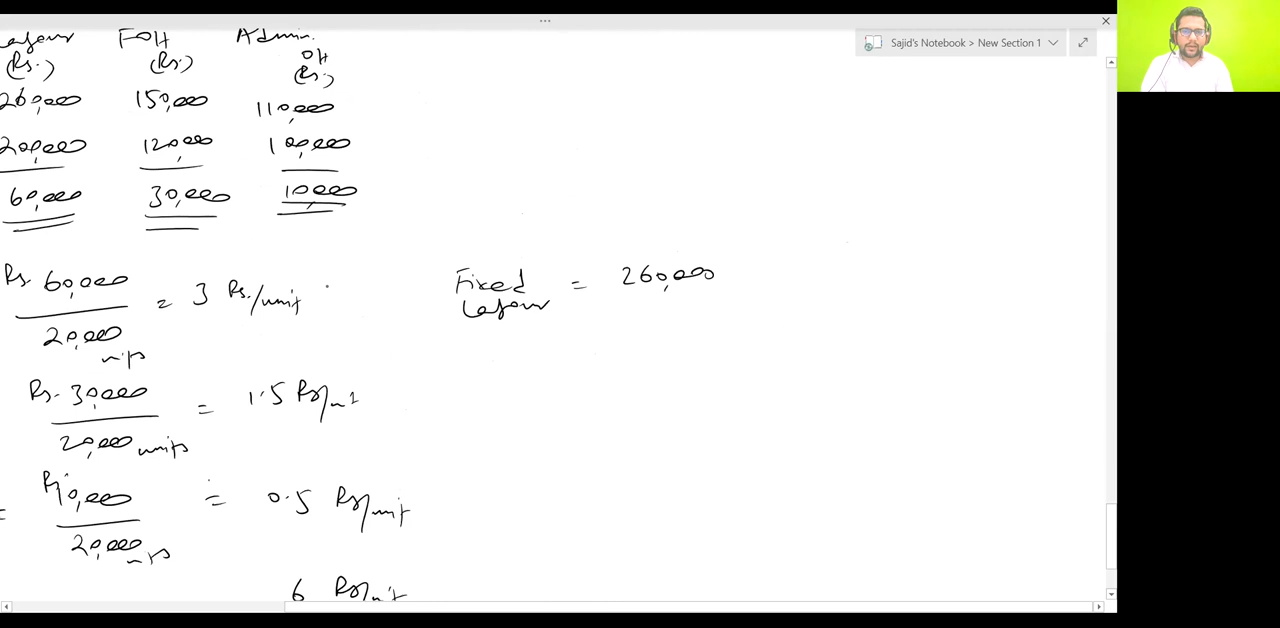 Sajid's Notebook > New Section 1
Labour FOH Admin.
OH
(Rs.) (Rs.) (Rs.)
260,000 150,000 110,000
200,000 120,000 100,000
60,000 30,000 10,000
Rs. 60,000 = 3 Rs./unit
20,000
units
Fixed = 260,000
Labour
Rs. 30,000 = 1.5 Rs/unit
20,000 units
= Rs 10,000 = 0.5 Rs/unit
20,000
units
6 Rs/unit